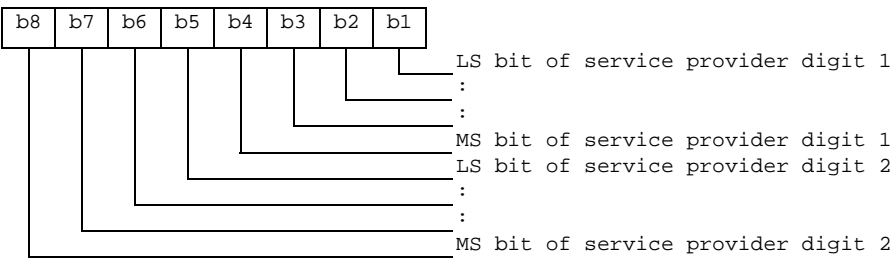 b8 b7 b6 b5 b4 b3 b2 b1
LS bit of service provider digit 1
:
:
MS bit of service provider digit 1
LS bit of service provider digit 2
:
:
MS bit of service provider digit 2